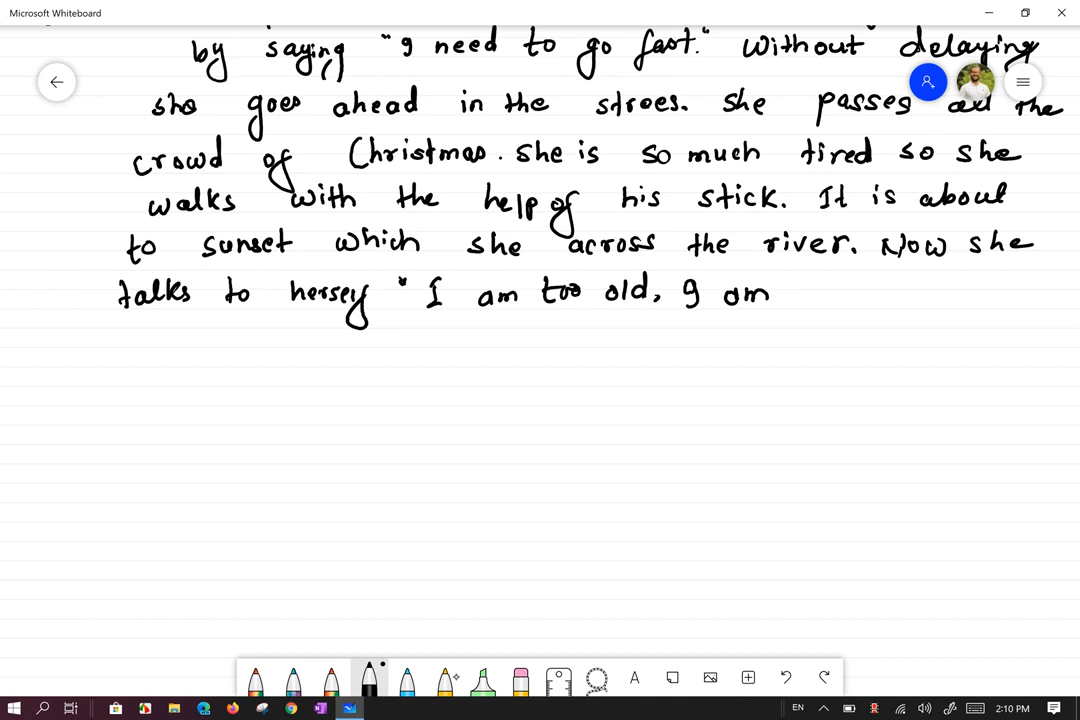 Microsoft Whiteboard
by saying, "I need to go fast." without delaying
she goes ahead in the stroes. She passes all the
crowd of Christmas. She is so much tired so she
walks with the help of his stick. It is about
to sunset which she across the river. Now she
talks to hersey "I am too old, I am
A
EN
2:10 PM